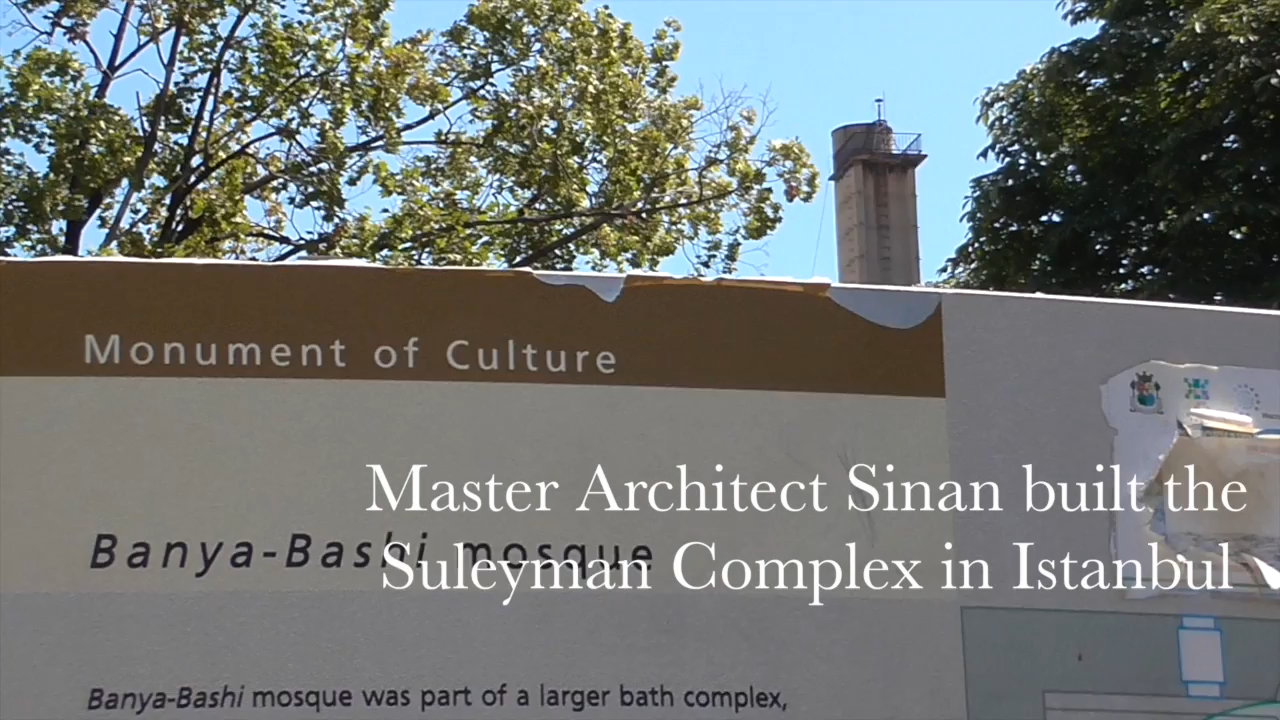 Monument of Culture
Master Architect Sinan built the
Banya-Bashi mosque
Suleyman Complex in Istanbul
Banya-Bashi mosque was part of a larger bath complex,